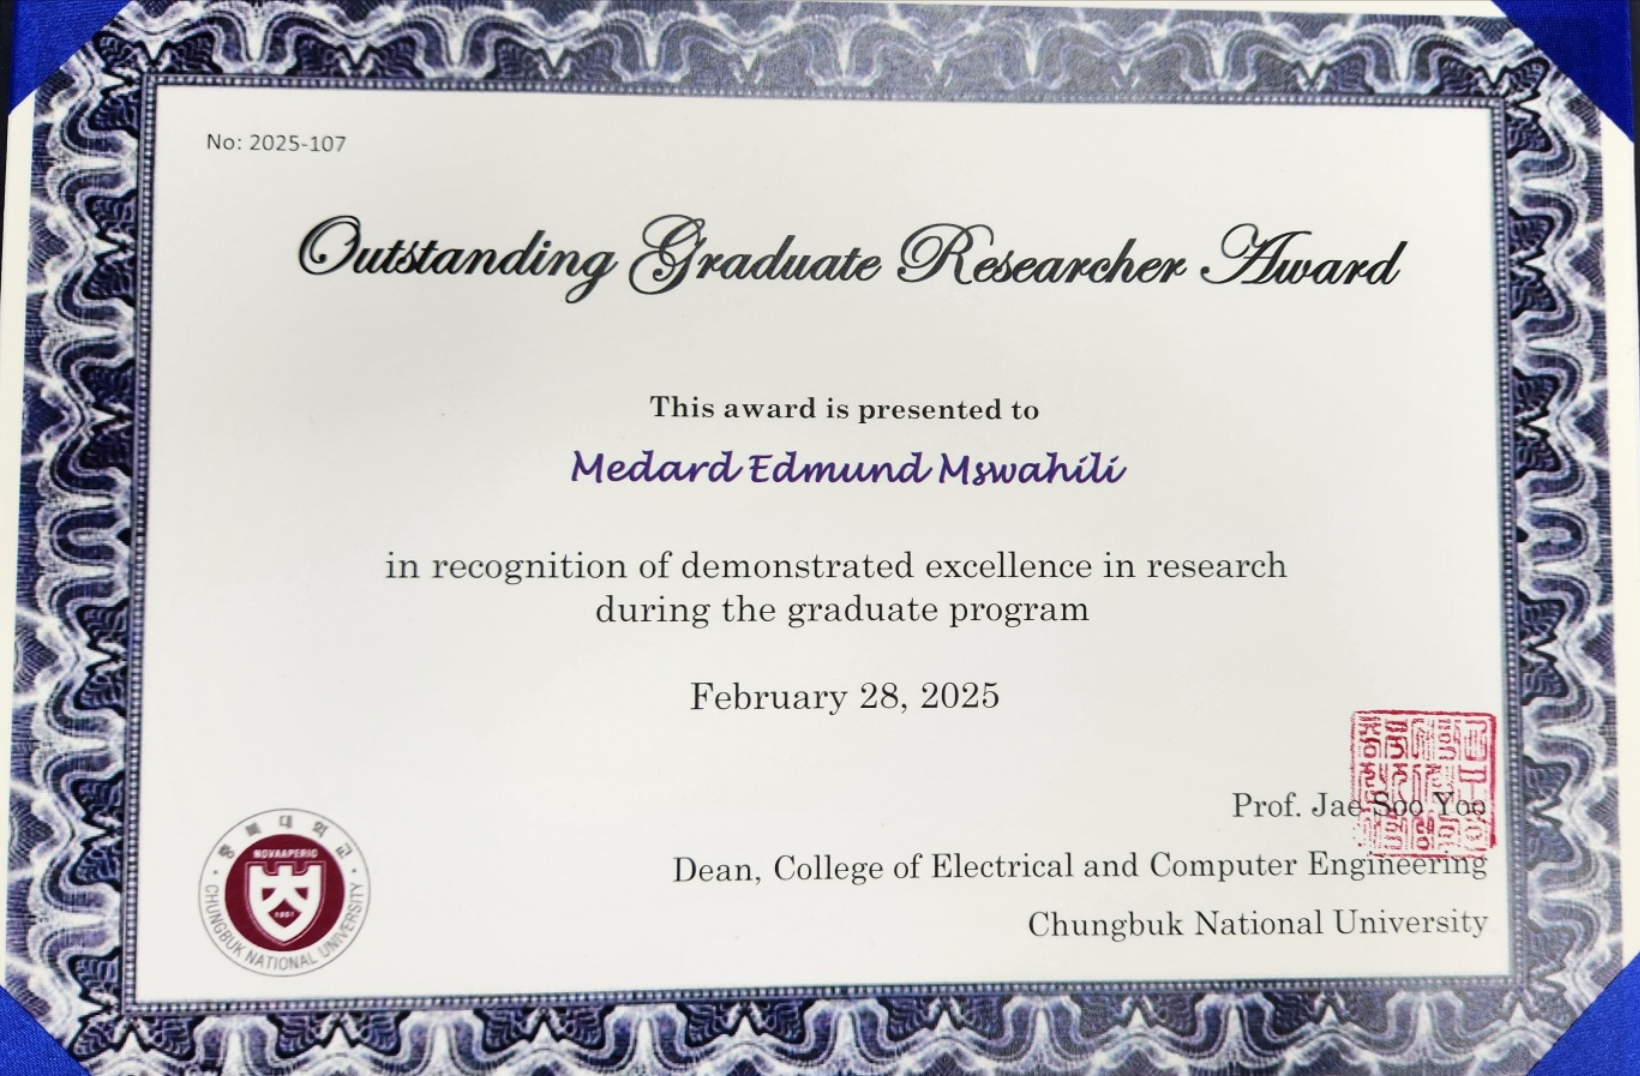 No: 2025-107
Outstanding Graduate Researcher Award
This award is presented to
Medard Edmund Mswahili
in recognition of demonstrated excellence in research
during the graduate program
February 28, 2025
Prof. Jae Soo Yoo
Dean, College of Electrical and Computer Engineering
Chungbuk National University
충북대학교
NOVA APERIO
1951
CHUNGBUK NATIONAL UNIVERSITY